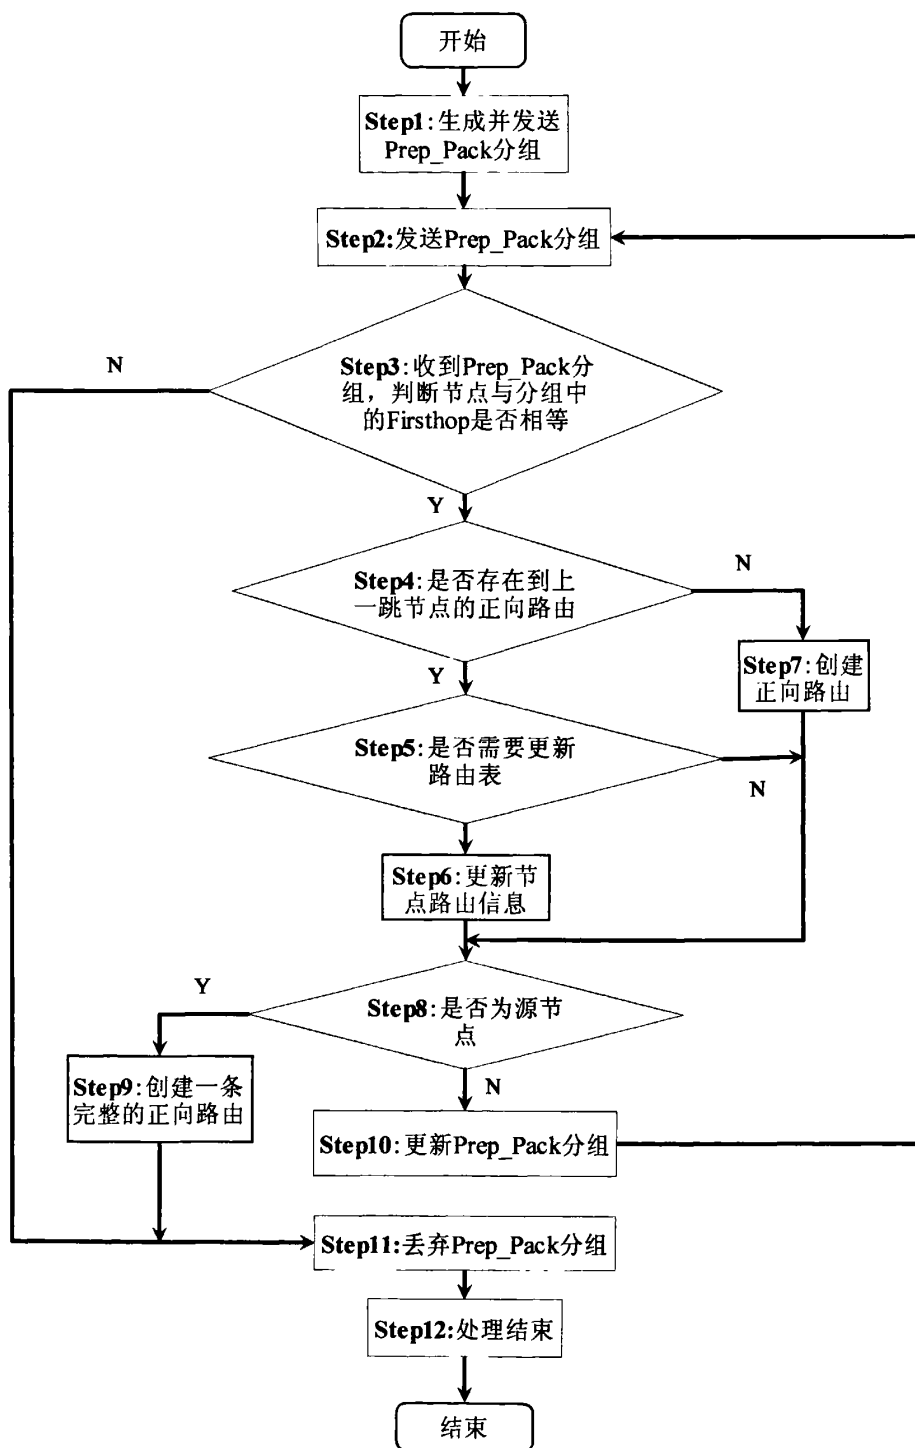 开始
Step1:生成并发送
Prep_Pack分组
Step2:发送Prep_Pack分组
N
Step3:收到Prep_Pack分
组，判断节点与分组中
的Firsthop是否相等
Y
N
Step4:是否存在到上
一跳节点的正向路由
Y
Step7:创建
正向路由
Step5:是否需要更新
路由表
N
Step6:更新节
点路由信息
Y
Step8:是否为源节
点
Step9:创建一条
完整的正向路由
N
Step10:更新Prep_Pack分组
Step11:丢弃Prep_Pack分组
Step12:处理结束
结束